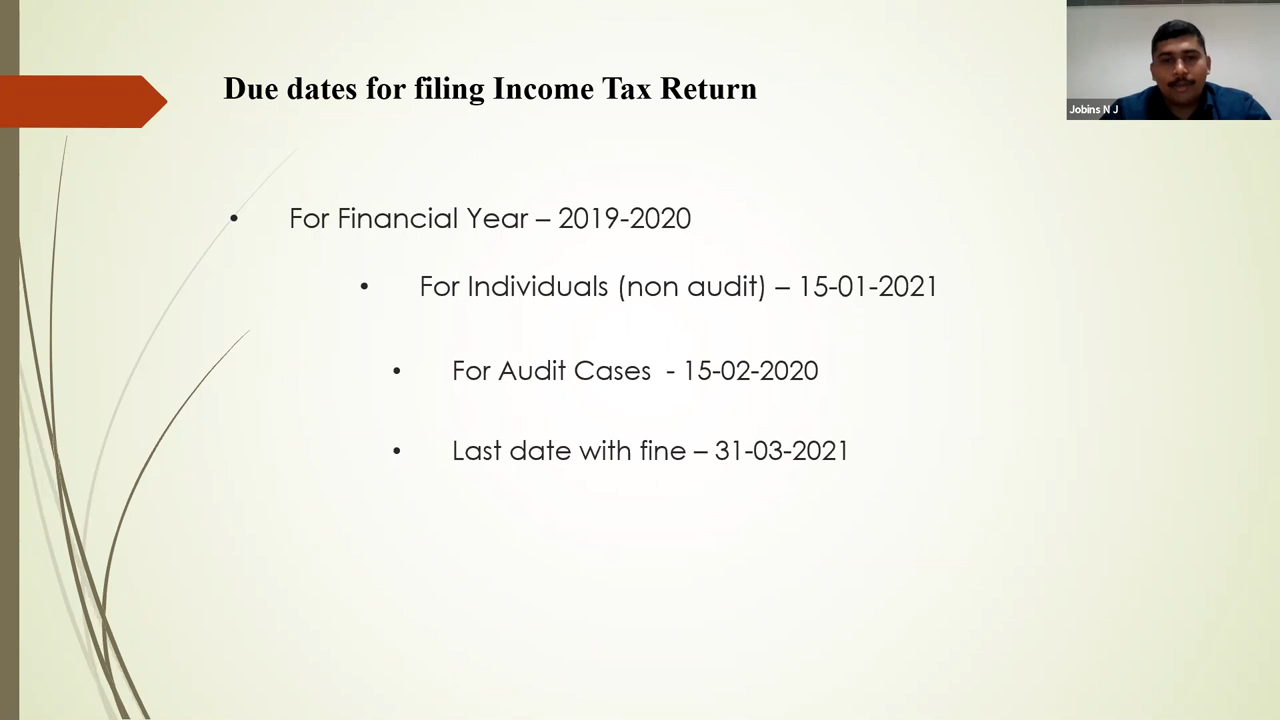 Due dates for filing Income Tax Return
Jobins N J
• For Financial Year – 2019-2020
• For Individuals (non audit) – 15-01-2021
• For Audit Cases - 15-02-2020
• Last date with fine – 31-03-2021